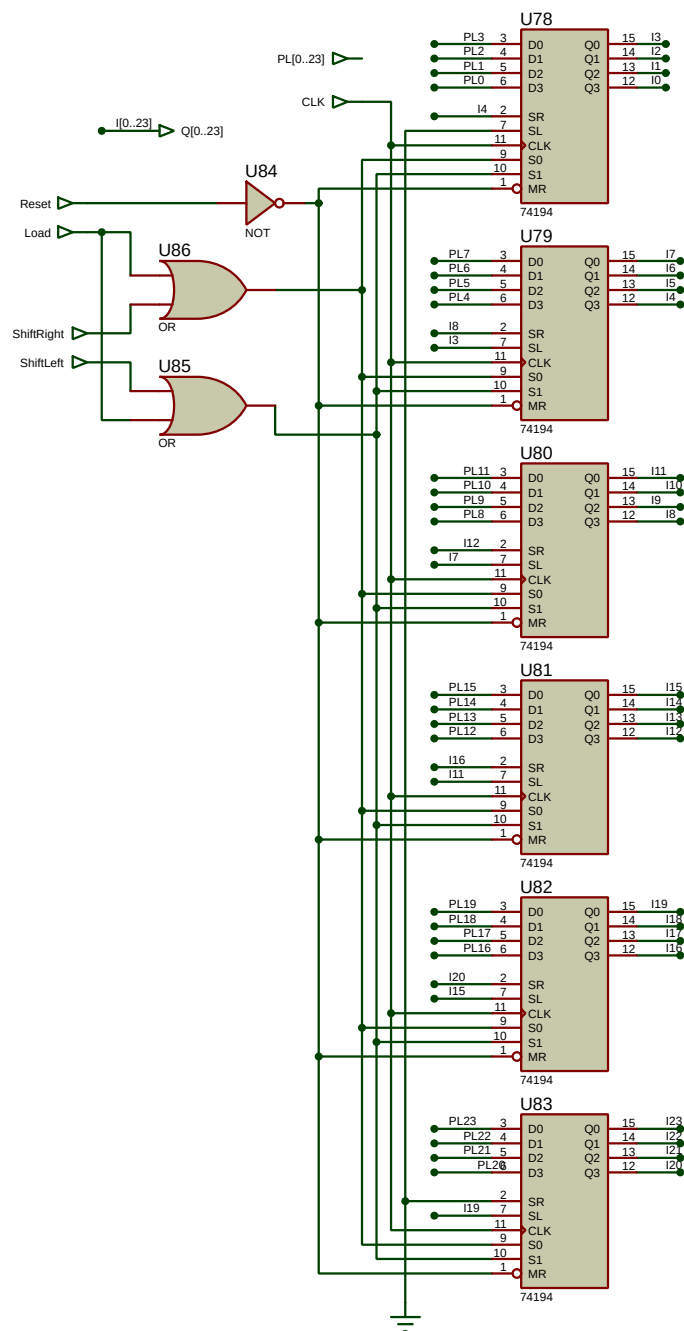 PL[0..23]
CLK
I[0..23] Q[0..23]
Reset
U84
NOT
Load
U86
OR
ShiftRight
ShiftLeft
U85
OR
U78
PL3 3 D0 Q0 15 I3
PL2 4 D1 Q1 14 I2
PL1 5 D2 Q2 13 I1
PL0 6 D3 Q3 12 I0
I4 2 SR
7 SL
11 CLK
9 S0
10 S1
1 MR
74194
U79
PL7 3 D0 Q0 15 I7
PL6 4 D1 Q1 14 I6
PL5 5 D2 Q2 13 I5
PL4 6 D3 Q3 12 I4
I8 2 SR
I3 7 SL
11 CLK
9 S0
10 S1
1 MR
74194
U80
PL11 3 D0 Q0 15 I11
PL10 4 D1 Q1 14 I10
PL9 5 D2 Q2 13 I9
PL8 6 D3 Q3 12 I8
I12 2 SR
I7 7 SL
11 CLK
9 S0
10 S1
1 MR
74194
U81
PL15 3 D0 Q0 15 I15
PL14 4 D1 Q1 14 I14
PL13 5 D2 Q2 13 I13
PL12 6 D3 Q3 12 I12
I16 2 SR
I11 7 SL
11 CLK
9 S0
10 S1
1 MR
74194
U82
PL19 3 D0 Q0 15 I19
PL18 4 D1 Q1 14 I18
PL17 5 D2 Q2 13 I17
PL16 6 D3 Q3 12 I16
I20 2 SR
I15 7 SL
11 CLK
9 S0
10 S1
1 MR
74194
U83
PL23 3 D0 Q0 15 I23
PL22 4 D1 Q1 14 I22
PL21 5 D2 Q2 13 I21
PL20 6 D3 Q3 12 I20
2 SR
I19 7 SL
11 CLK
9 S0
10 S1
1 MR
74194